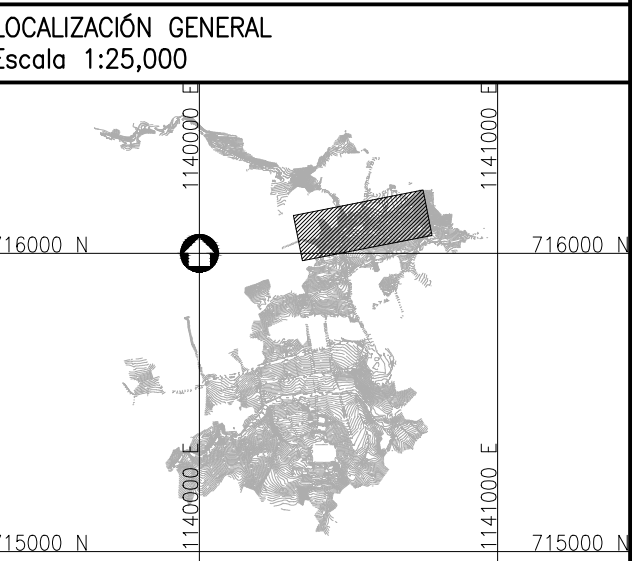 LOCALIZACIÓN GENERAL
Escala 1:25,000
1140000 E
1141000 E
716000 N
716000 N
1140000 E
1141000 E
715000 N
715000 N